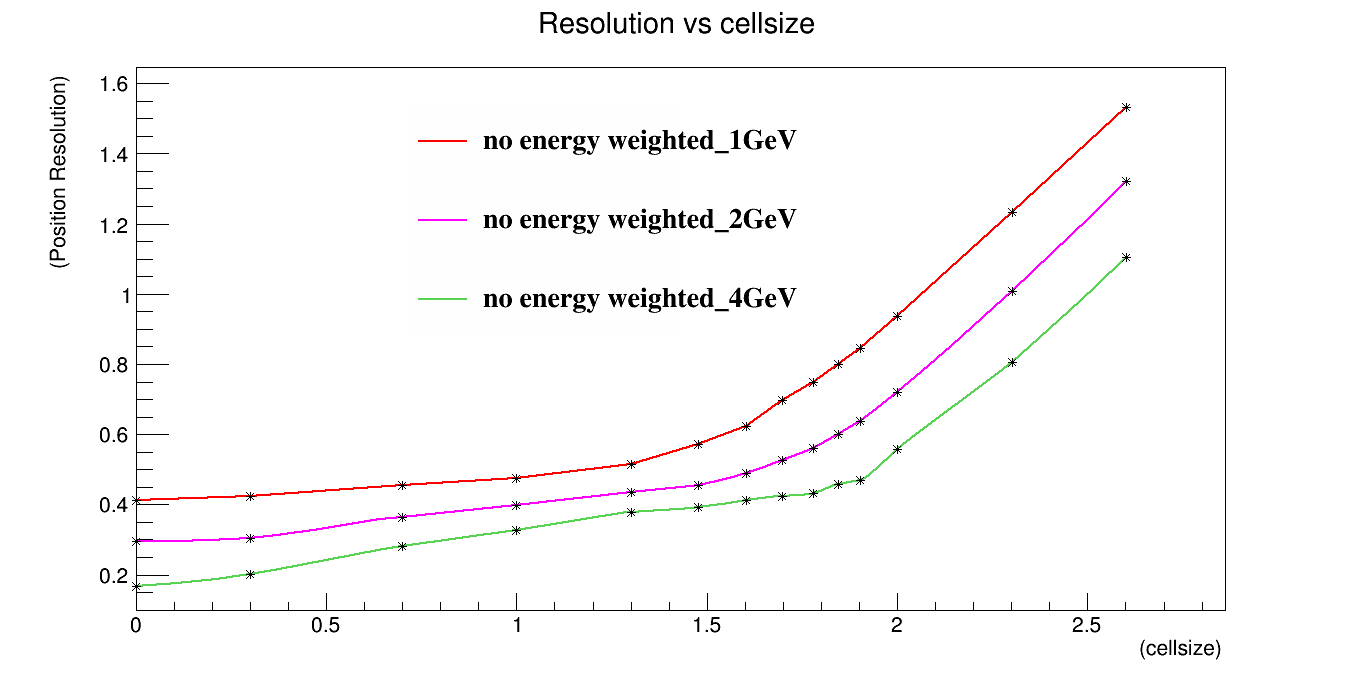 Resolution vs cellsize
(Position Resolution)
1.6
1.4
1.2
1
0.8
0.6
0.4
0.2
no energy weighted_1GeV
no energy weighted_2GeV
no energy weighted_4GeV
0 0.5 1 1.5 2 2.5
(cellsize)